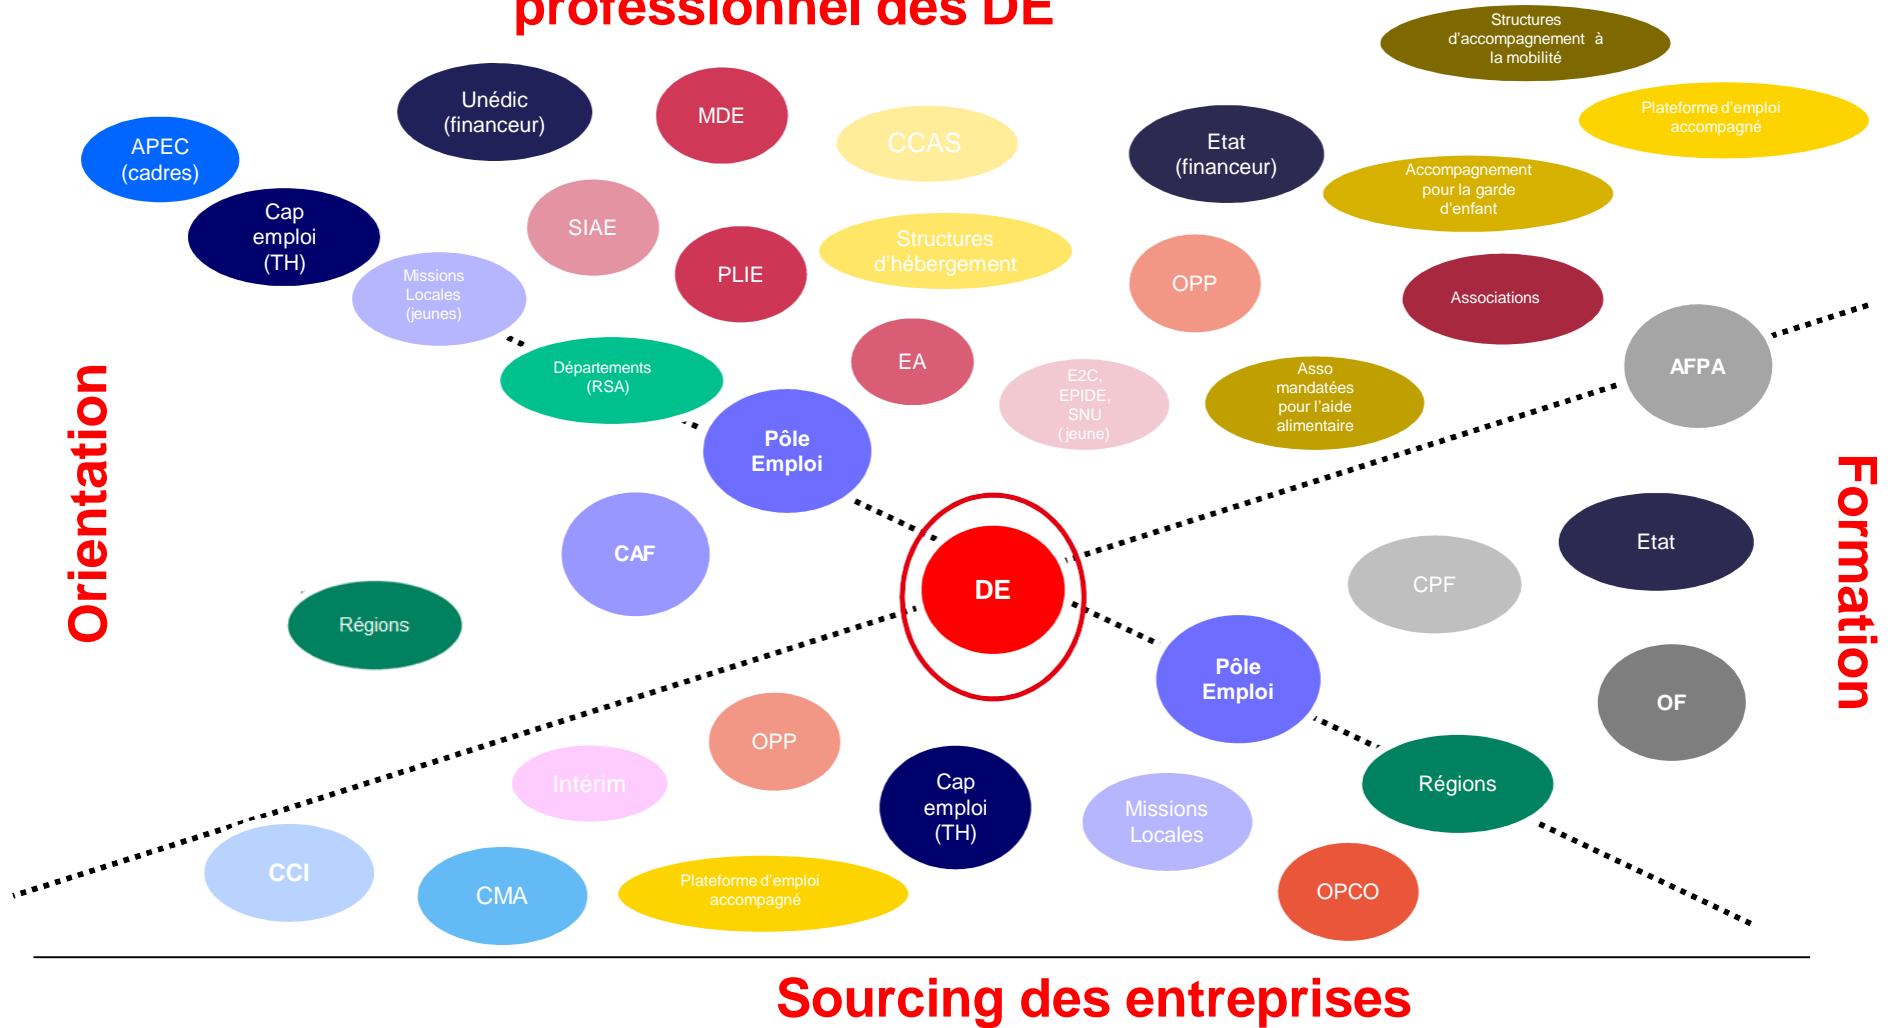 professionnel des DE
Structures
d'accompagnement à
la mobilité
Unédic
(financeur)
MDE
Plateforme d'emploi
accompagné
APEC
(cadres)
CCAS
Etat
(financeur)
Accompagnement
pour la garde
d'enfant
Cap
emploi
(TH)
SIAE
Structures
d'hébergement
Missions
Locales
(jeunes)
PLIE
OPP
Associations
Départements
(RSA)
EA
E2C,
EPIDE,
SNU
(jeune)
Asso
mandatées
pour l'aide
alimentaire
AFPA
Orientation
Pôle
Emploi
Formation
CAF
Etat
DE
CPF
Régions
Pôle
Emploi
OF
OPP
Intérim
Cap
emploi
(TH)
Missions
Locales
Régions
CCI
CMA
Plateforme d'emploi
accompagné
OPCO
Sourcing des entreprises